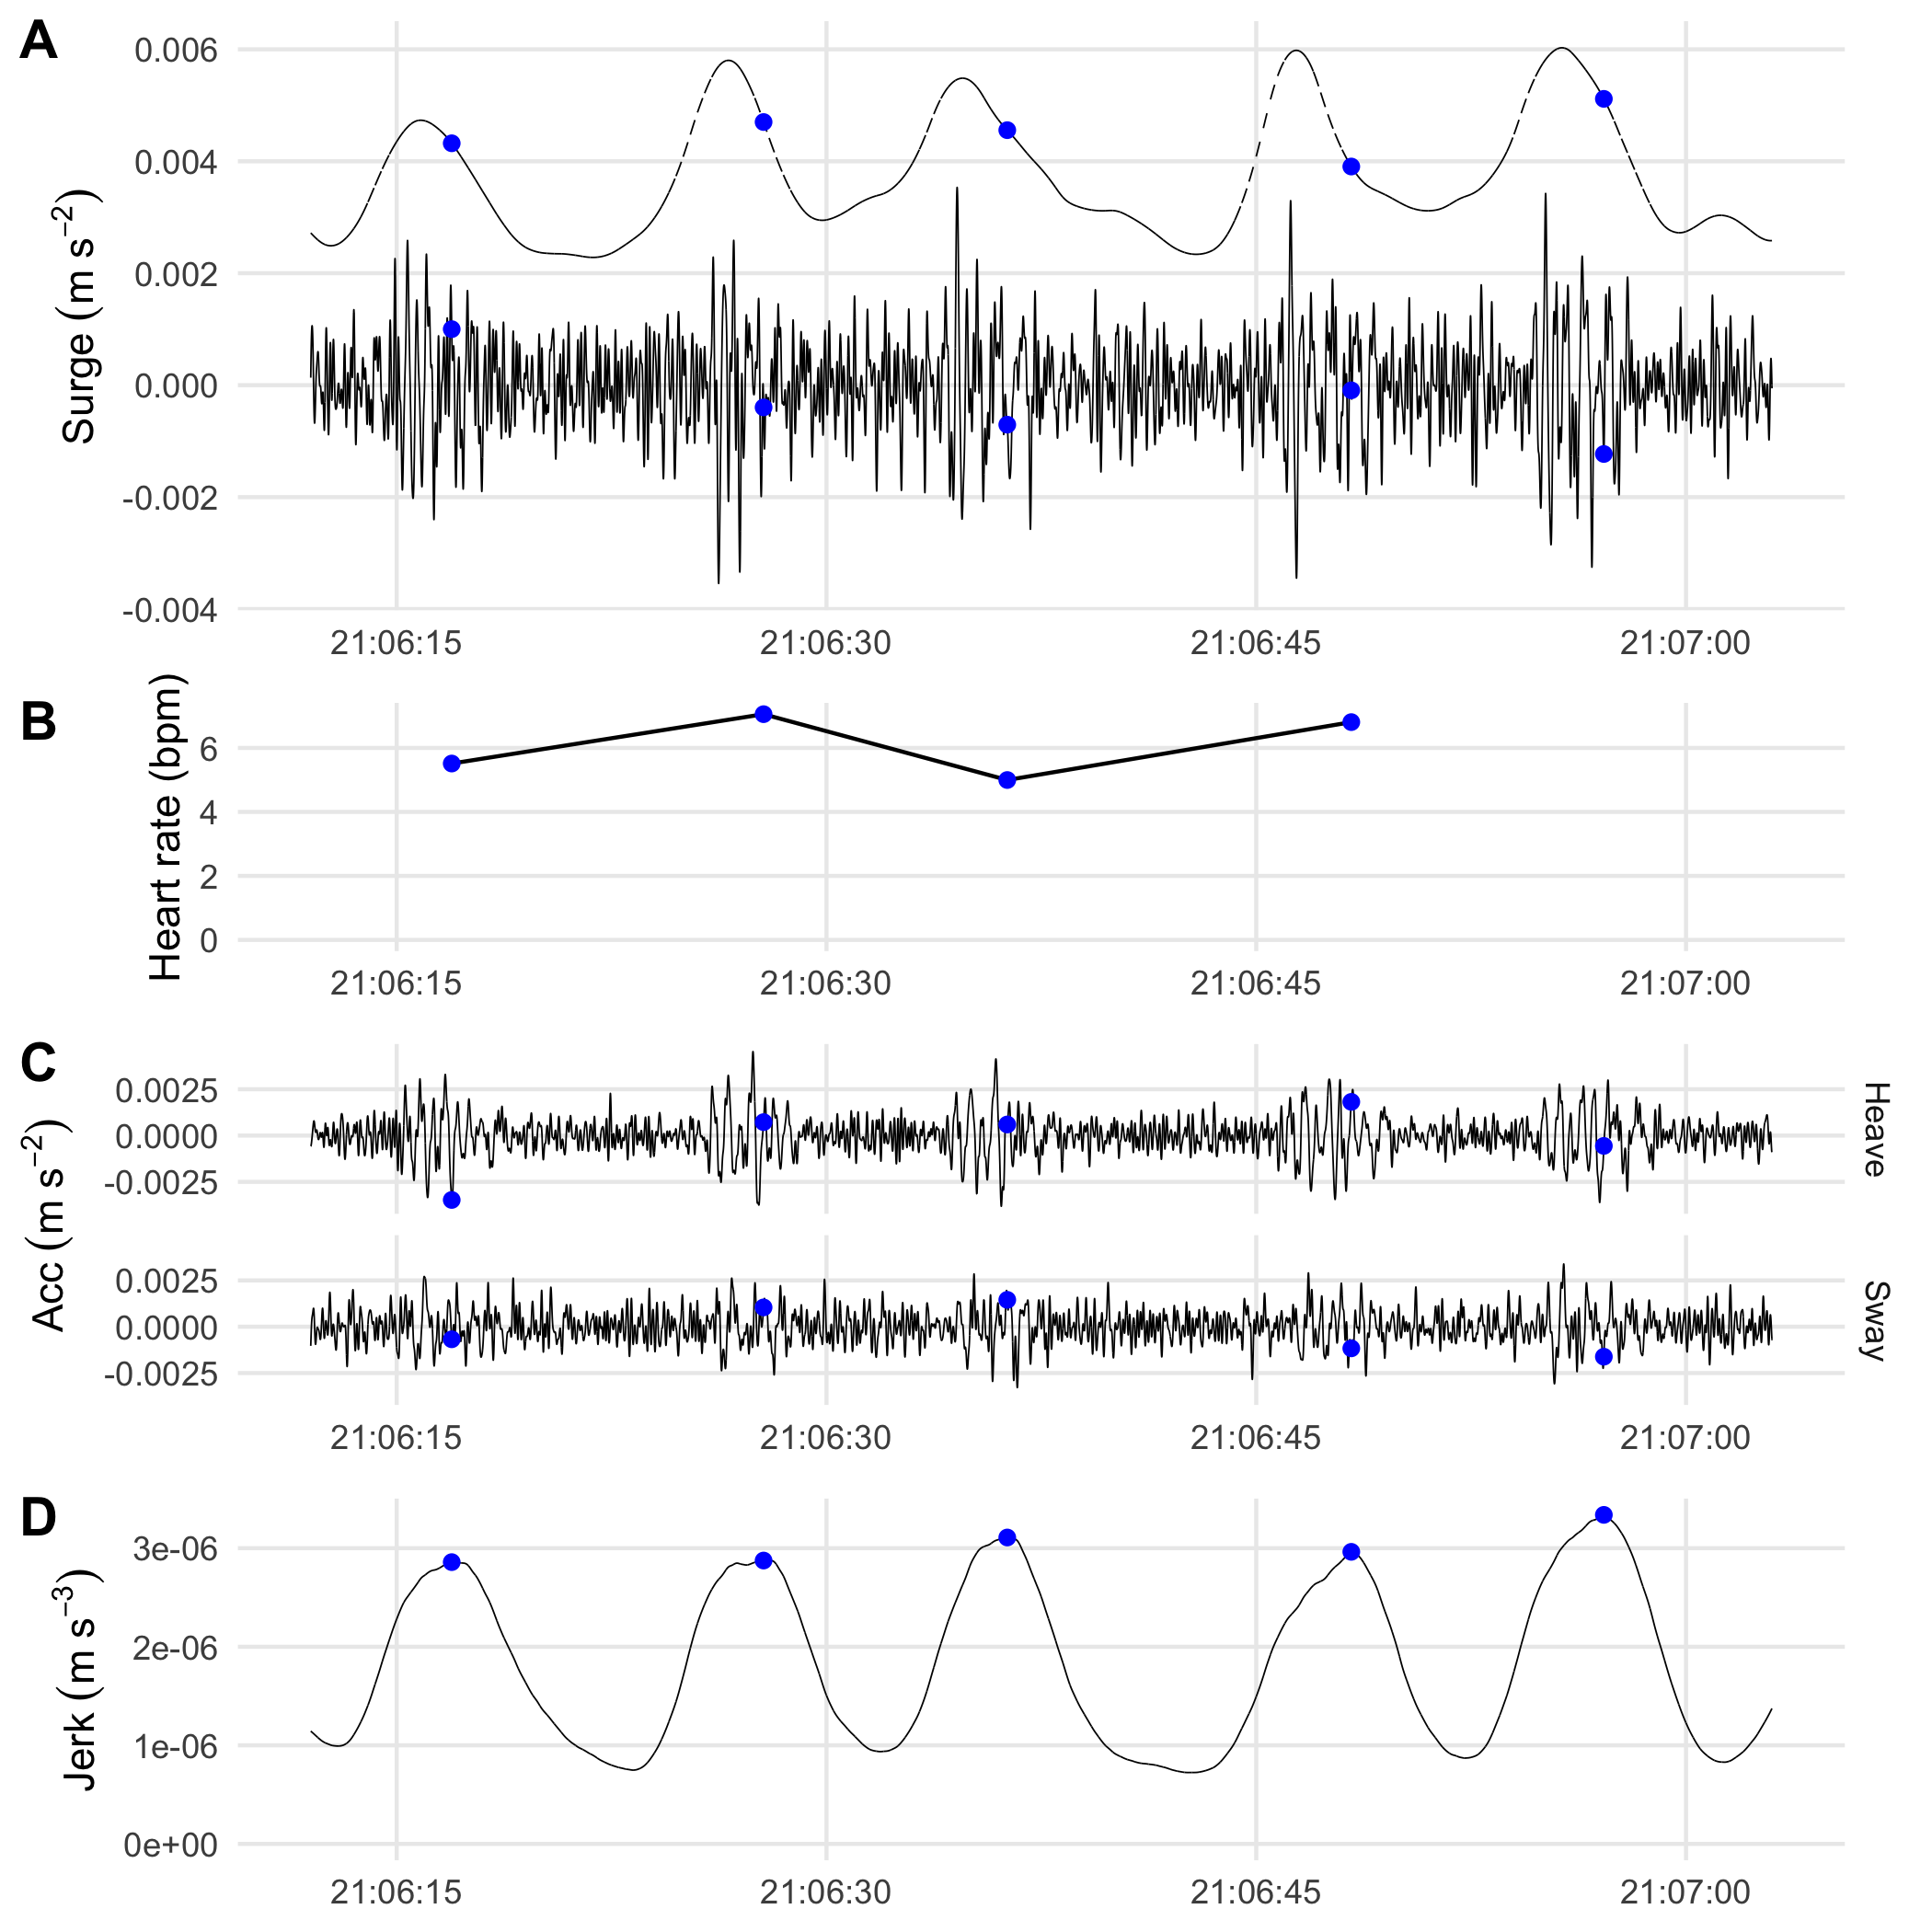 A
Surge (m s⁻²)
0.006
0.004
0.002
0.000
-0.002
-0.004
21:06:15 21:06:30 21:06:45 21:07:00
B
Heart rate (bpm)
6
4
2
0
21:06:15 21:06:30 21:06:45 21:07:00
C
Acc (m s⁻²)
0.0025
0.0000
-0.0025
Heave
0.0025
0.0000
-0.0025
Sway
21:06:15 21:06:30 21:06:45 21:07:00
D
Jerk (m s⁻³)
3e-06
2e-06
1e-06
0e+00
21:06:15 21:06:30 21:06:45 21:07:00